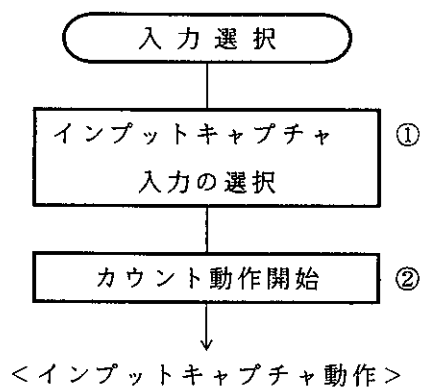 入力選択
インプットキャプチャ ①
入力の選択
カウント動作開始 ②
<インプットキャプチャ動作>